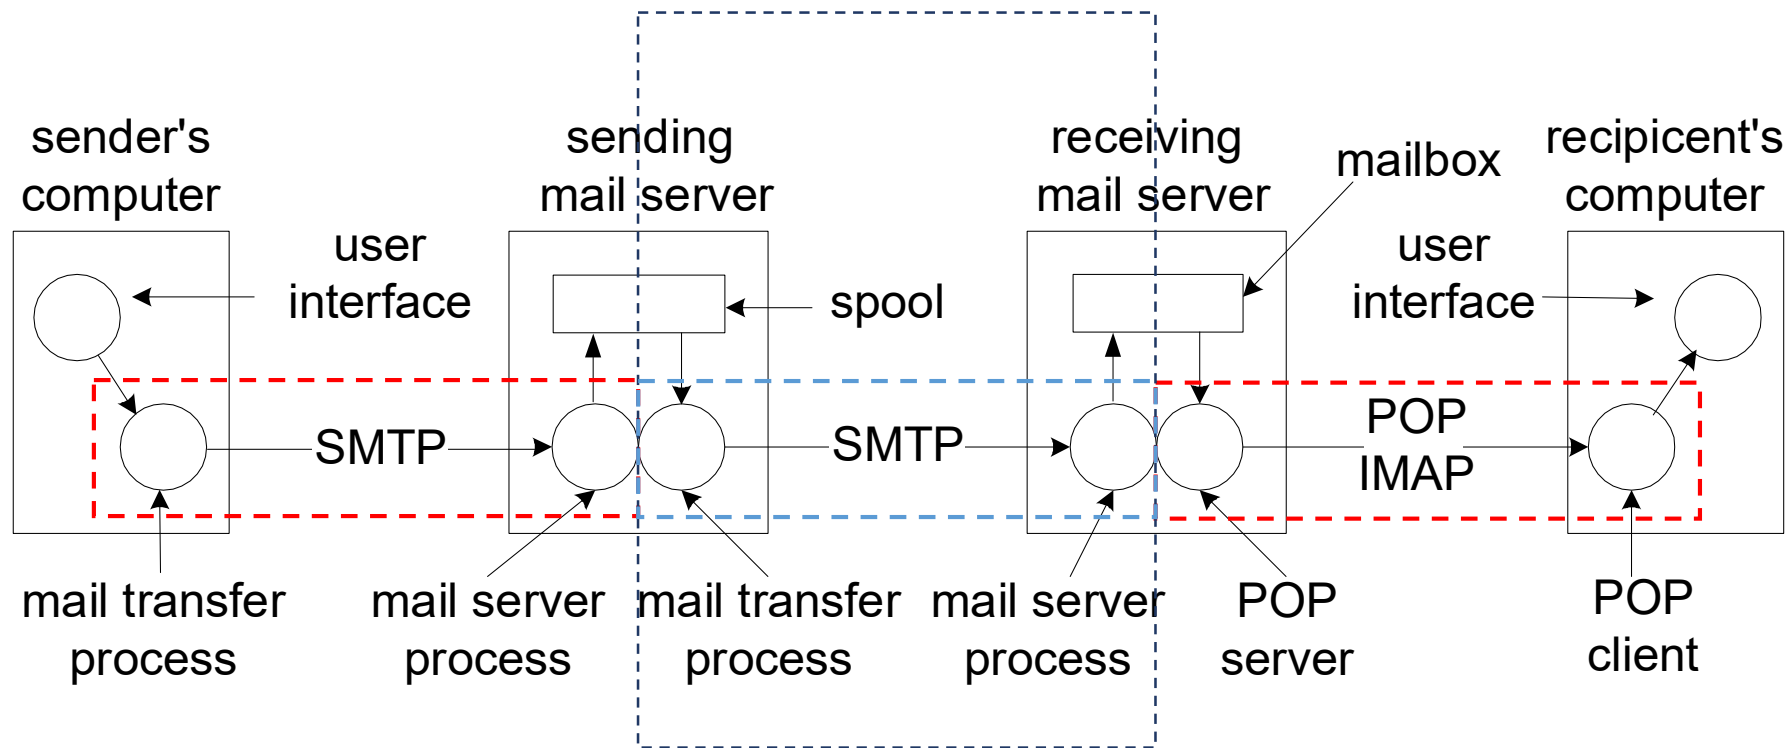 sender's
computer
sending
mail server
receiving
mail server
mailbox
recipicent's
computer
user
interface
spool
user
interface
SMTP
SMTP
POP
IMAP
mail transfer
process
mail server
process
mail transfer
process
mail server
process
POP
server
POP
client